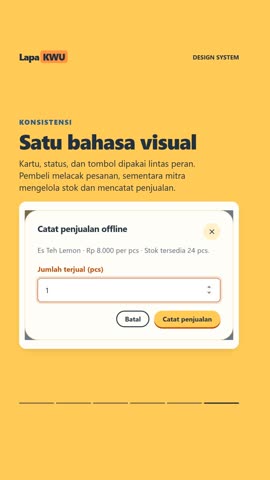 Lapa KWU
DESIGN SYSTEM
KONSISTENSI
Satu bahasa visual
Kartu, status, dan tombol dipakai lintas peran.
Pembeli melacak pesanan, sementara mitra
mengelola stok dan mencatat penjualan.
Catat penjualan offline
Es Teh Lemon · Rp 8.000 per pcs · Stok tersedia 24 pcs.
Jumlah terjual (pcs)
1
Batal
Catat penjualan